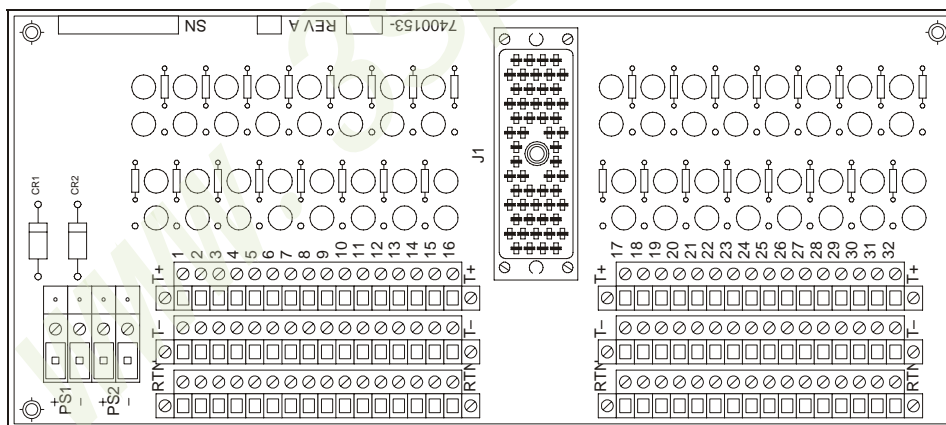 SN REV A 7400153-
J1
CR1 CR2
1 2 3 4 5 6 7 8 9 10 11 12 13 14 15 16
17 18 19 20 21 22 23 24 25 26 27 28 29 30 31 32
T+ T+ T+ T+
T- T- T- T-
RTN RTN RTN RTN
+ - + -
PS1 PS2